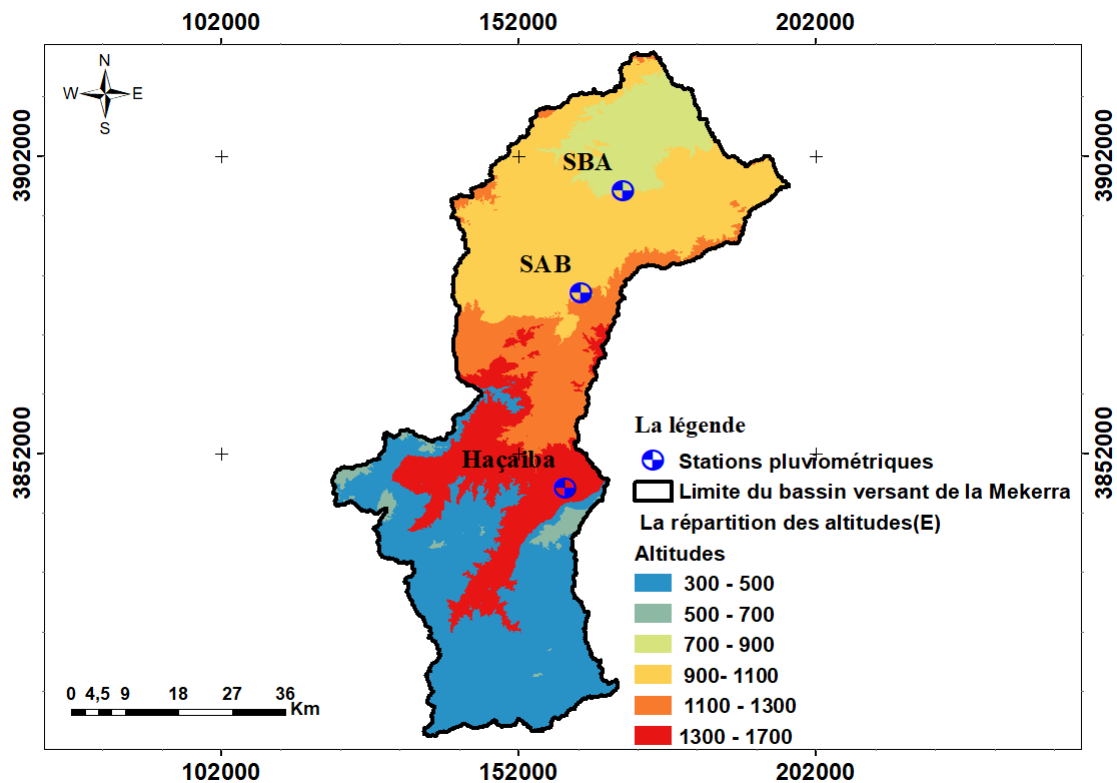 102000 152000 202000
N
W E
S
3902000 3902000
SBA
SAB
3852000 3852000
Haçaiba
La légende
Stations pluviométriques
Limite du bassin versant de la Mekerra
La répartition des altitudes(E)
Altitudes
300 - 500
500 - 700
700 - 900
900- 1100
1100 - 1300
1300 - 1700
0 4,5 9 18 27 36
Km
102000 152000 202000